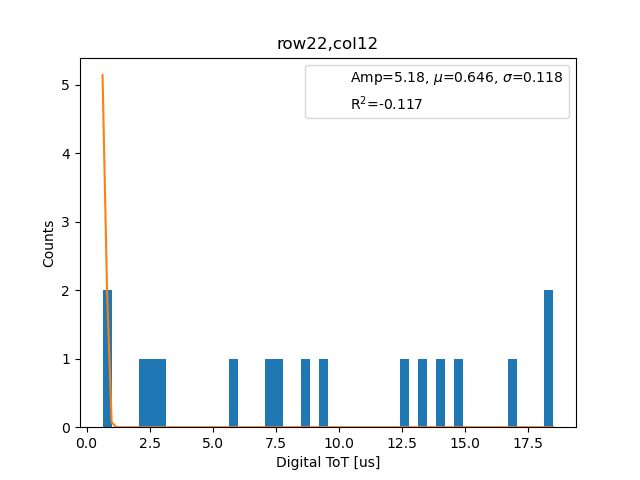 row22,col12
Amp=5.18, μ=0.646, σ=0.118
R²=-0.117
Counts
5
4
3
2
1
0
0.0 2.5 5.0 7.5 10.0 12.5 15.0 17.5
Digital ToT [us]